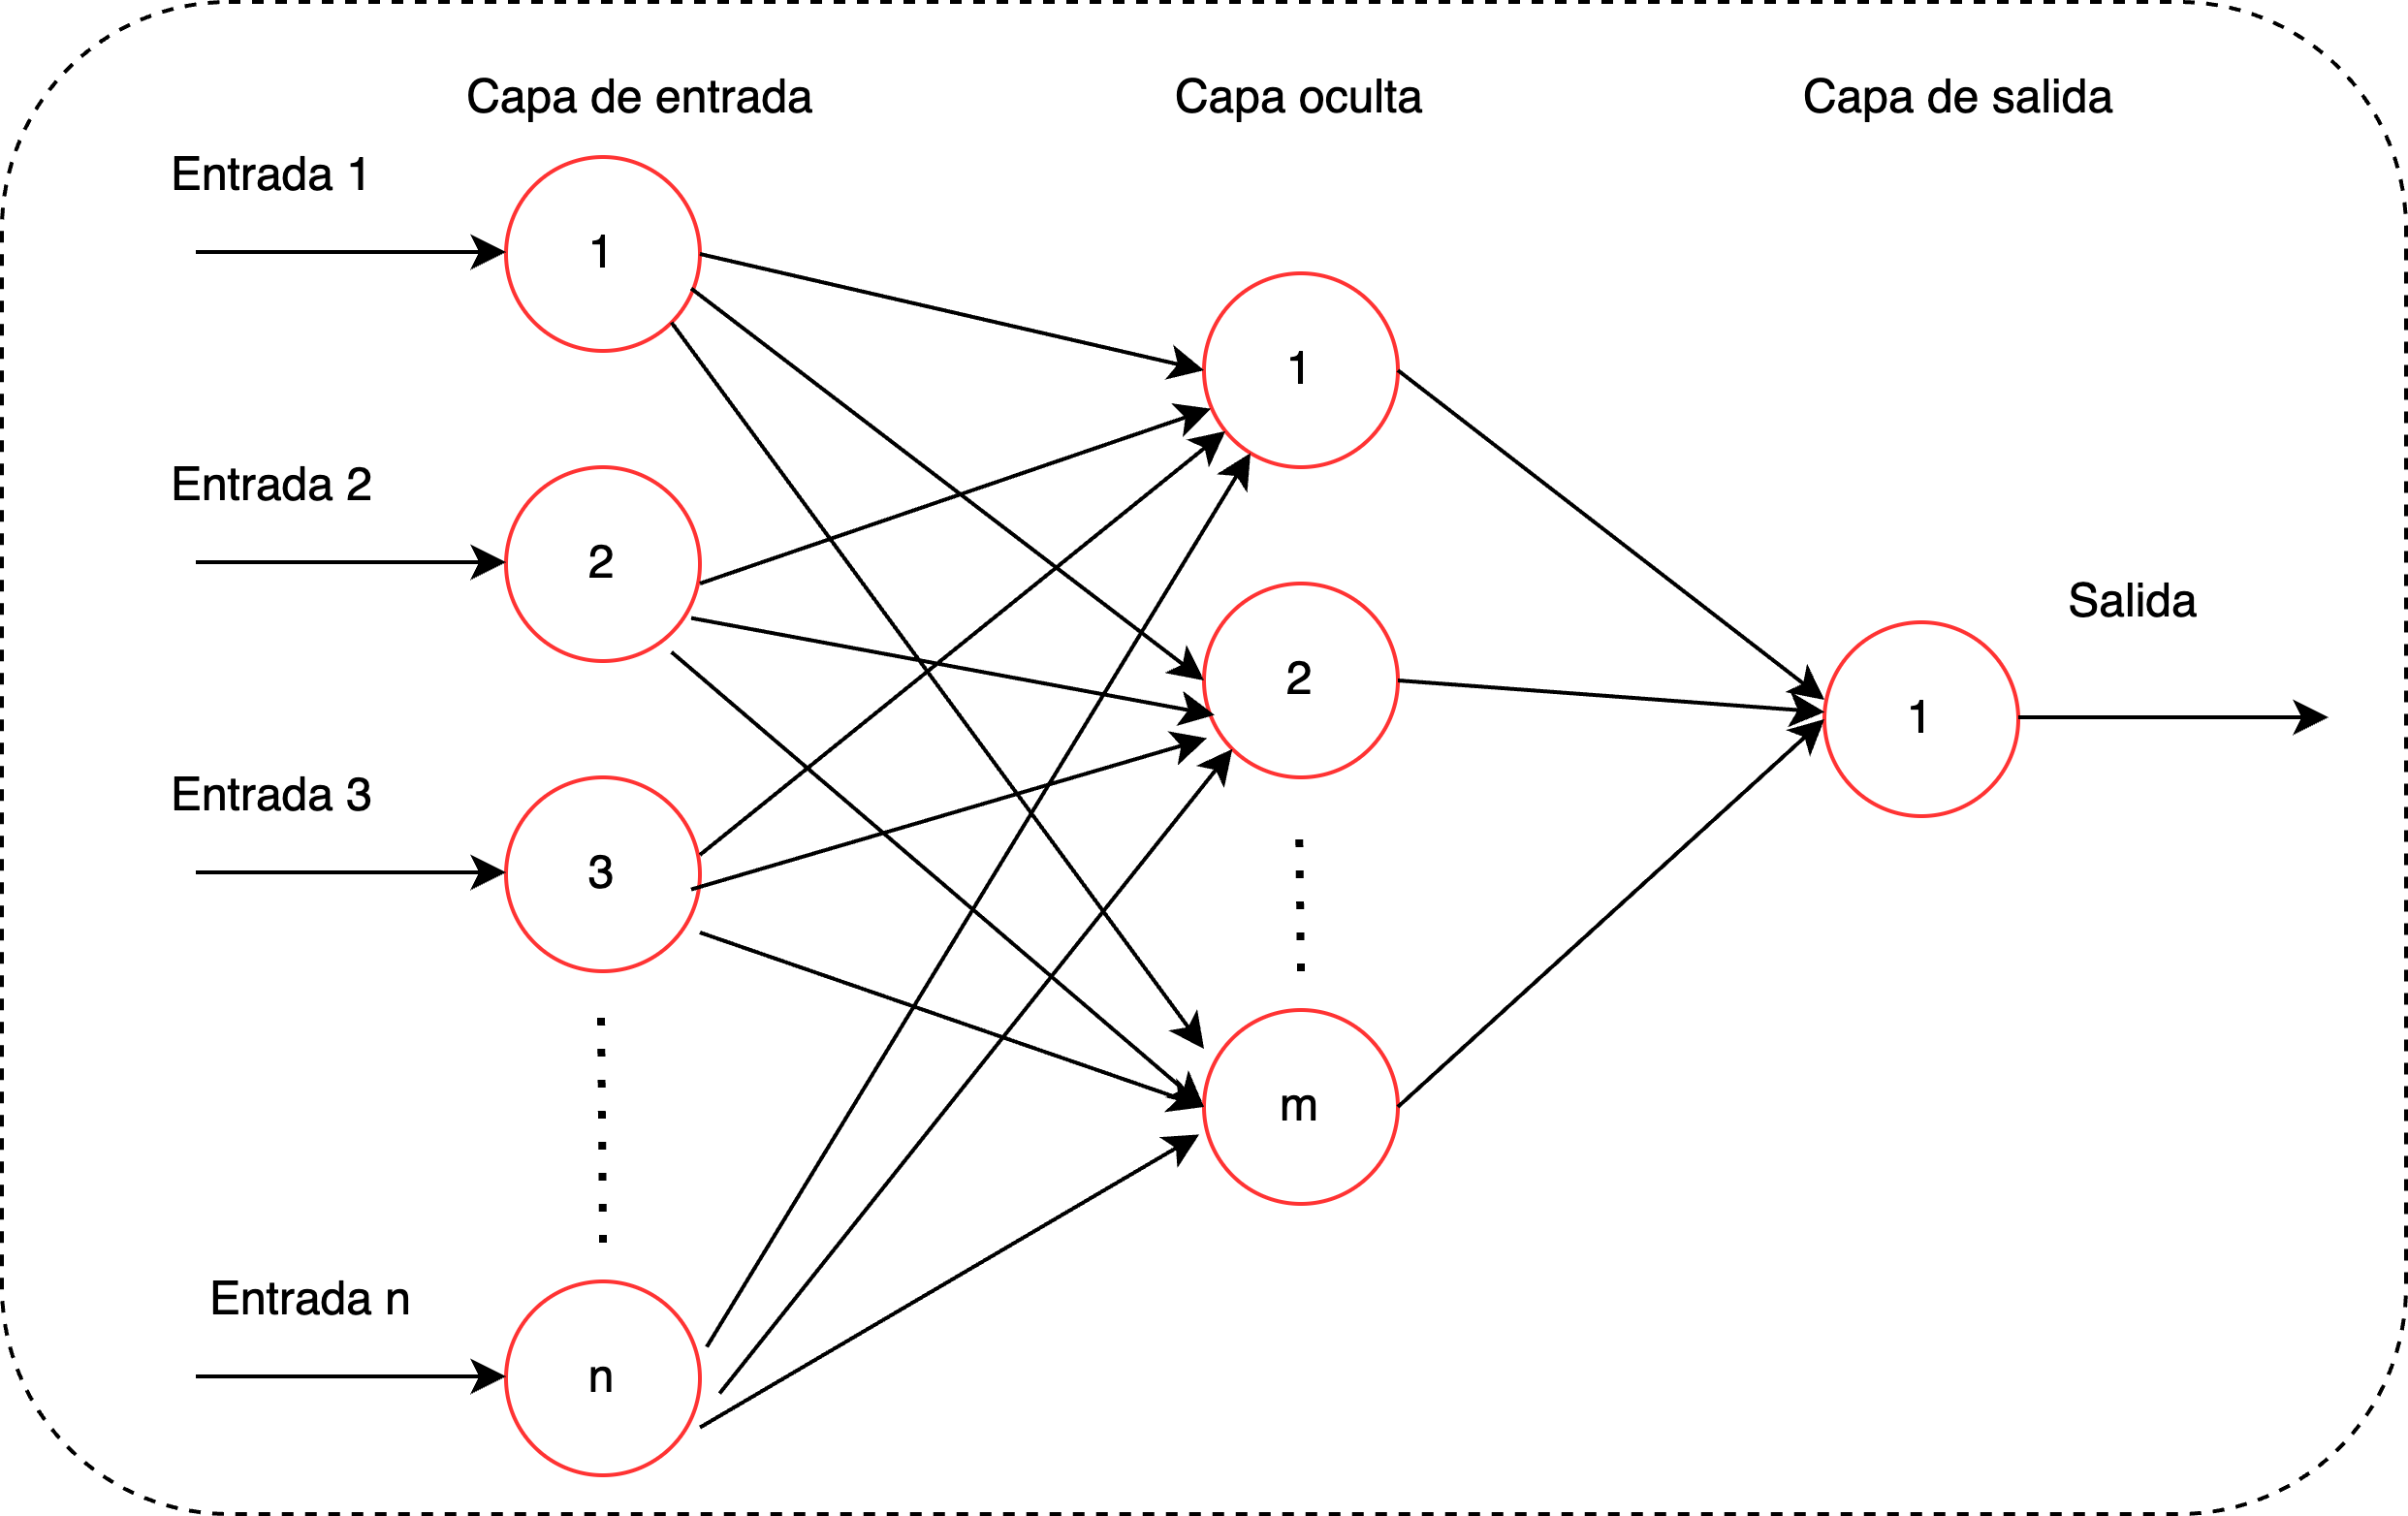 Capa de entrada
Capa oculta
Capa de salida
Entrada 1
1
1
Entrada 2
2
2
Salida
1
Entrada 3
3
m
Entrada n
n